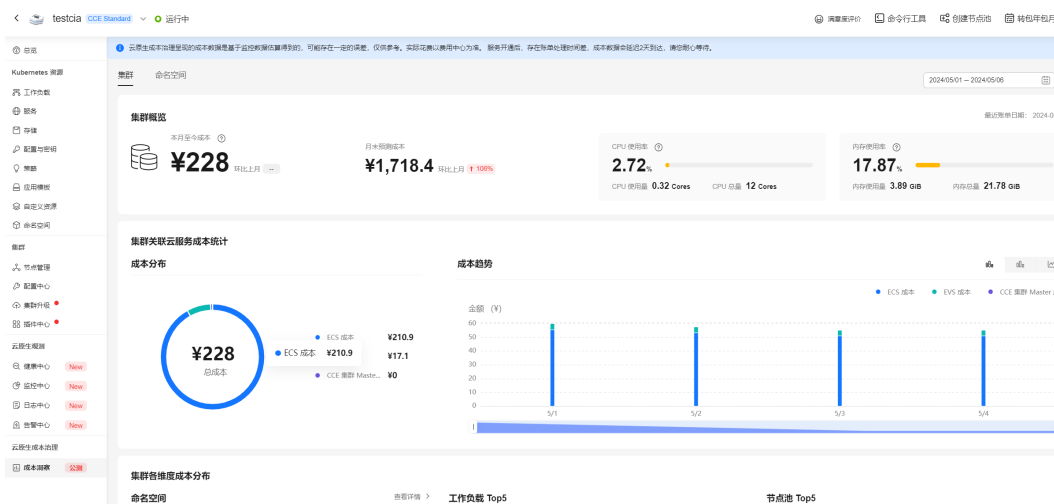 testcia CCE Standard 运行中 满意度评价 命令行工具 创建节点池 转包年包月
总览
Kubernetes 资源
工作负载
服务
存储
配置与密钥
策略
应用模板
自定义资源
命名空间
集群
节点管理
配置中心
集群升级
插件中心
云原生观测
健康中心 New
监控中心 New
日志中心 New
告警中心 New
云原生成本治理
成本洞察 公测
云原生成本治理呈现的成本数据是基于监控数据估算得到的，可能存在一定的误差，仅供参考。实际花费以费用中心为准。 服务开通后，存在账单处理时间差，成本数据会延迟2天到达，请您耐心等待。
集群 命名空间
2024/05/01 – 2024/05/06
集群概览
最近账单日期： 2024-0
本月至今成本
¥228 环比上月 --
月末预测成本
¥1,718.4 环比上月 ↑ 109%
CPU 使用率
2.72%
CPU 使用量 0.32 Cores CPU 总量 12 Cores
内存使用率
17.87%
内存使用量 3.89 GiB 内存总量 21.78 GiB
集群关联云服务成本统计
成本分布
¥228
总成本
ECS 成本 ¥210.9
ECS 成本 ¥210.9
¥17.1
CCE 集群 Maste... ¥0
成本趋势
ECS 成本 EVS 成本 CCE 集群 Master
金额 (¥)
60
50
40
30
20
10
0
5/1 5/2 5/3 5/4
集群各维度成本分布
命名空间 查看详情 >
工作负载 Top5
节点池 Top5